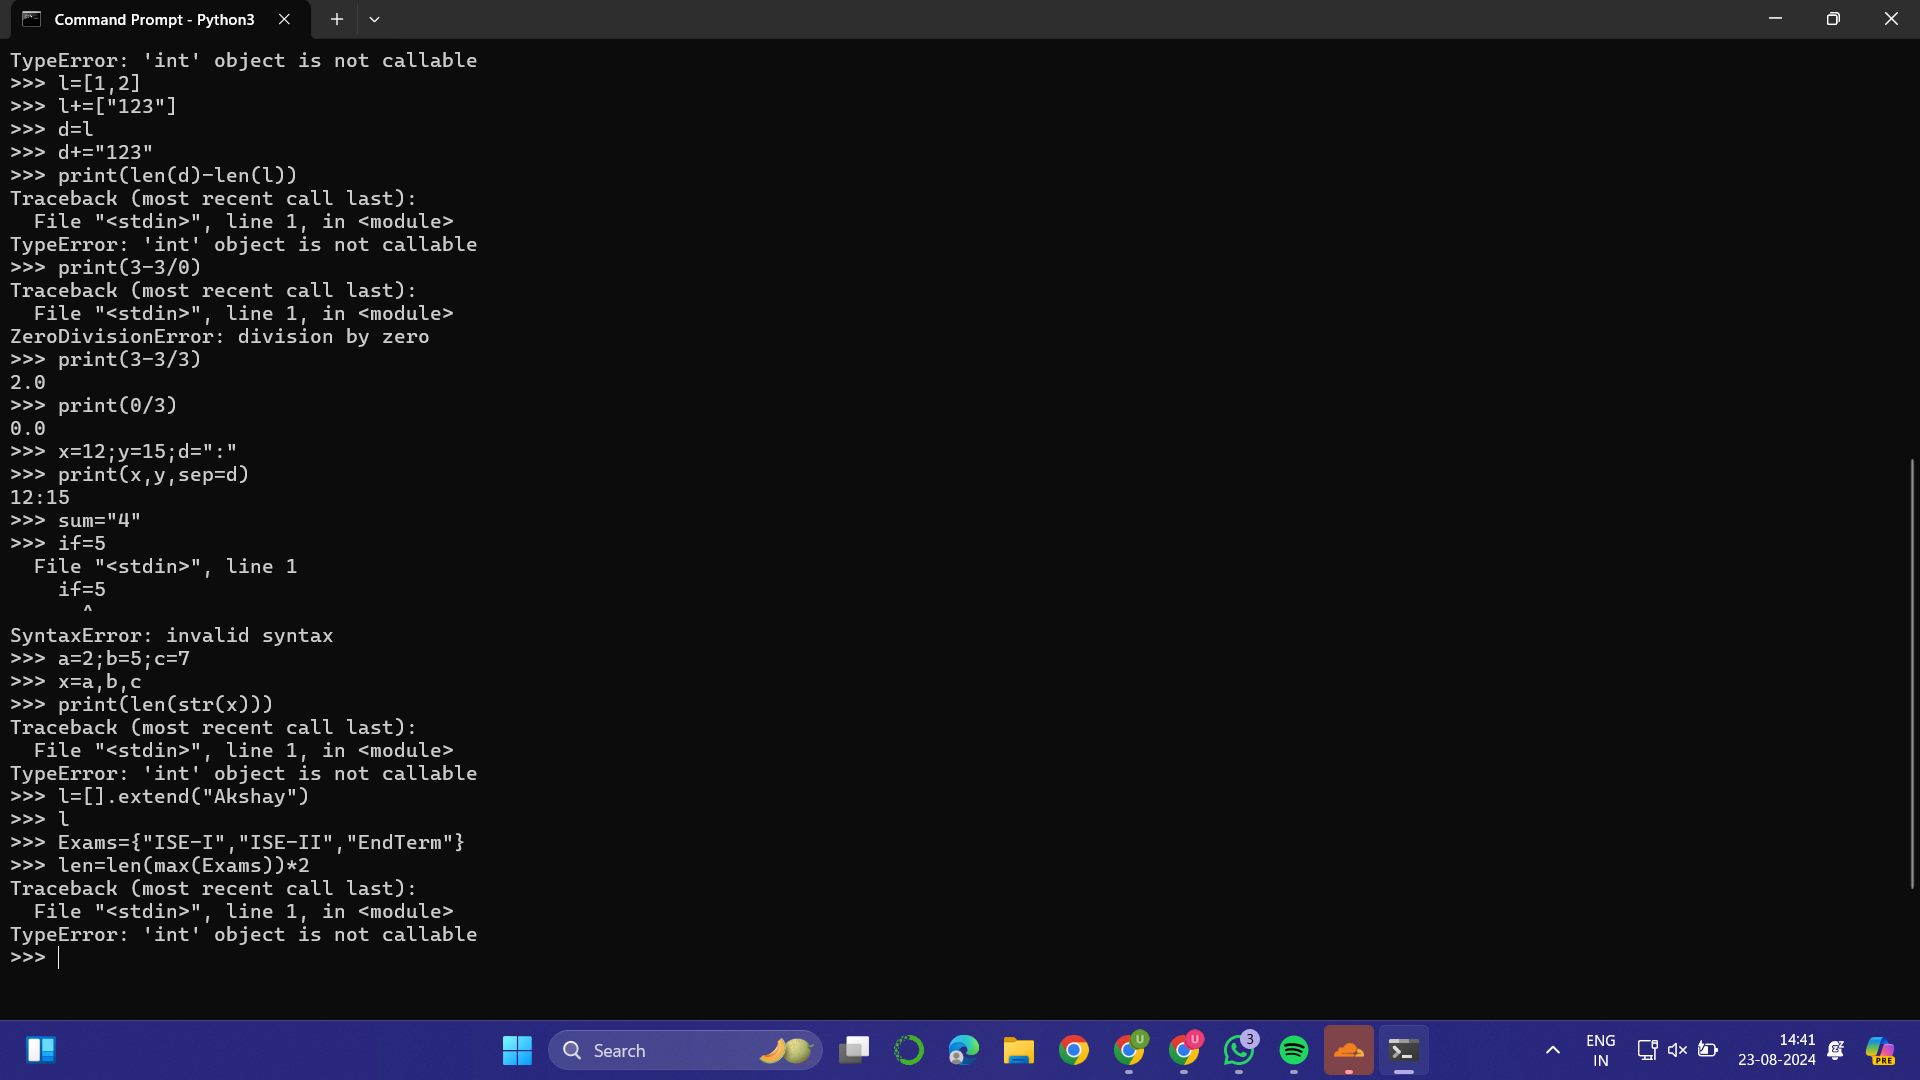 Command Prompt - Python3
TypeError: 'int' object is not callable
>>> l=[1,2]
>>> l+=["123"]
>>> d=l
>>> d+="123"
>>> print(len(d)-len(l))
Traceback (most recent call last):
  File "<stdin>", line 1, in <module>
TypeError: 'int' object is not callable
>>> print(3-3/0)
Traceback (most recent call last):
  File "<stdin>", line 1, in <module>
ZeroDivisionError: division by zero
>>> print(3-3/3)
2.0
>>> print(0/3)
0.0
>>> x=12;y=15;d=":"
>>> print(x,y,sep=d)
12:15
>>> sum="4"
>>> if=5
  File "<stdin>", line 1
    if=5
      ^
SyntaxError: invalid syntax
>>> a=2;b=5;c=7
>>> x=a,b,c
>>> print(len(str(x)))
Traceback (most recent call last):
  File "<stdin>", line 1, in <module>
TypeError: 'int' object is not callable
>>> l=[].extend("Akshay")
>>> l
>>> Exams={"ISE-I","ISE-II","EndTerm"}
>>> len=len(max(Exams))*2
Traceback (most recent call last):
  File "<stdin>", line 1, in <module>
TypeError: 'int' object is not callable
>>>
Search
U
U
3
ENG
IN
14:41
23-08-2024
PRE